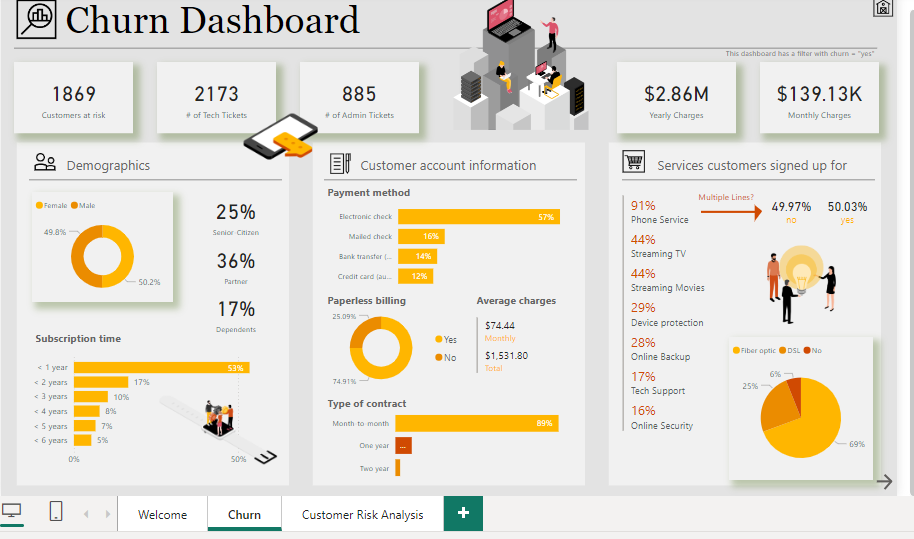 Churn Dashboard
This dashboard has a filter with churn = "yes"
1869
Customers at risk
2173
# of Tech Tickets
885
# of Admin Tickets
$2.86M
Yearly Charges
$139.13K
Monthly Charges
Demographics
Female Male
49.8%
50.2%
25%
Senior Citizen
36%
Partner
17%
Dependents
Subscription time
< 1 year 53%
< 2 years 17%
< 3 years 10%
< 4 years 8%
< 5 years 7%
< 6 years 5%
0% 50%
Customer account information
Payment method
Electronic check 57%
Mailed check 16%
Bank transfer (... 14%
Credit card (au... 12%
Paperless billing
25.09%
74.91%
Yes
No
Average charges
$74.44
Monthly
$1,531.80
Total
Type of contract
Month-to-month 89%
One year ...
Two year
Services customers signed up for
91%
Phone Service
Multiple Lines?
49.97%
no
50.03%
yes
44%
Streaming TV
44%
Streaming Movies
29%
Device protection
28%
Online Backup
17%
Tech Support
16%
Online Security
Fiber optic DSL No
6%
25%
69%
Welcome
Churn
Customer Risk Analysis
+